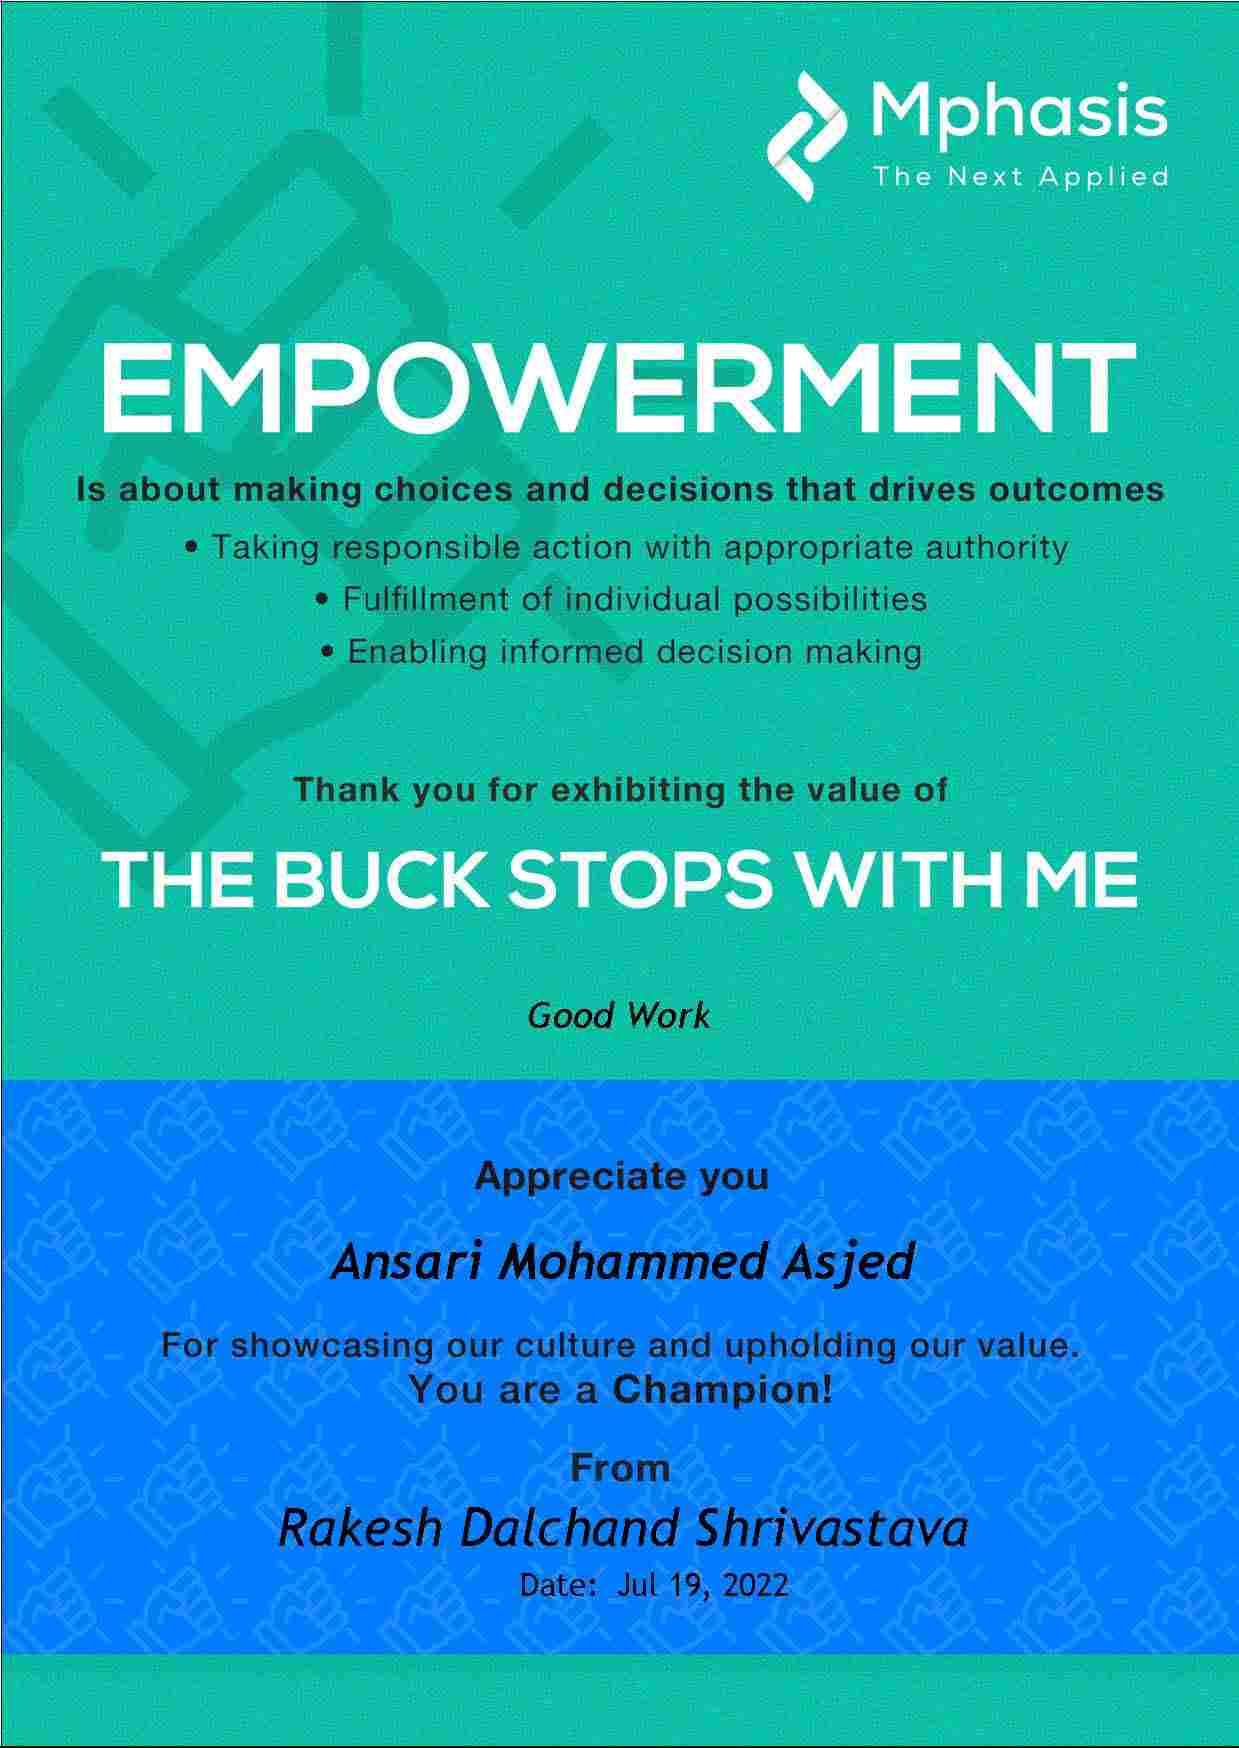 Mphasis
The Next Applied
EMPOWERMENT
Is about making choices and decisions that drives outcomes
• Taking responsible action with appropriate authority
• Fulfillment of individual possibilities
• Enabling informed decision making
Thank you for exhibiting the value of
THE BUCK STOPS WITH ME
Good Work
Appreciate you
Ansari Mohammed Asjed
For showcasing our culture and upholding our value.
You are a Champion!
From
Rakesh Dalchand Shrivastava
Date: Jul 19, 2022